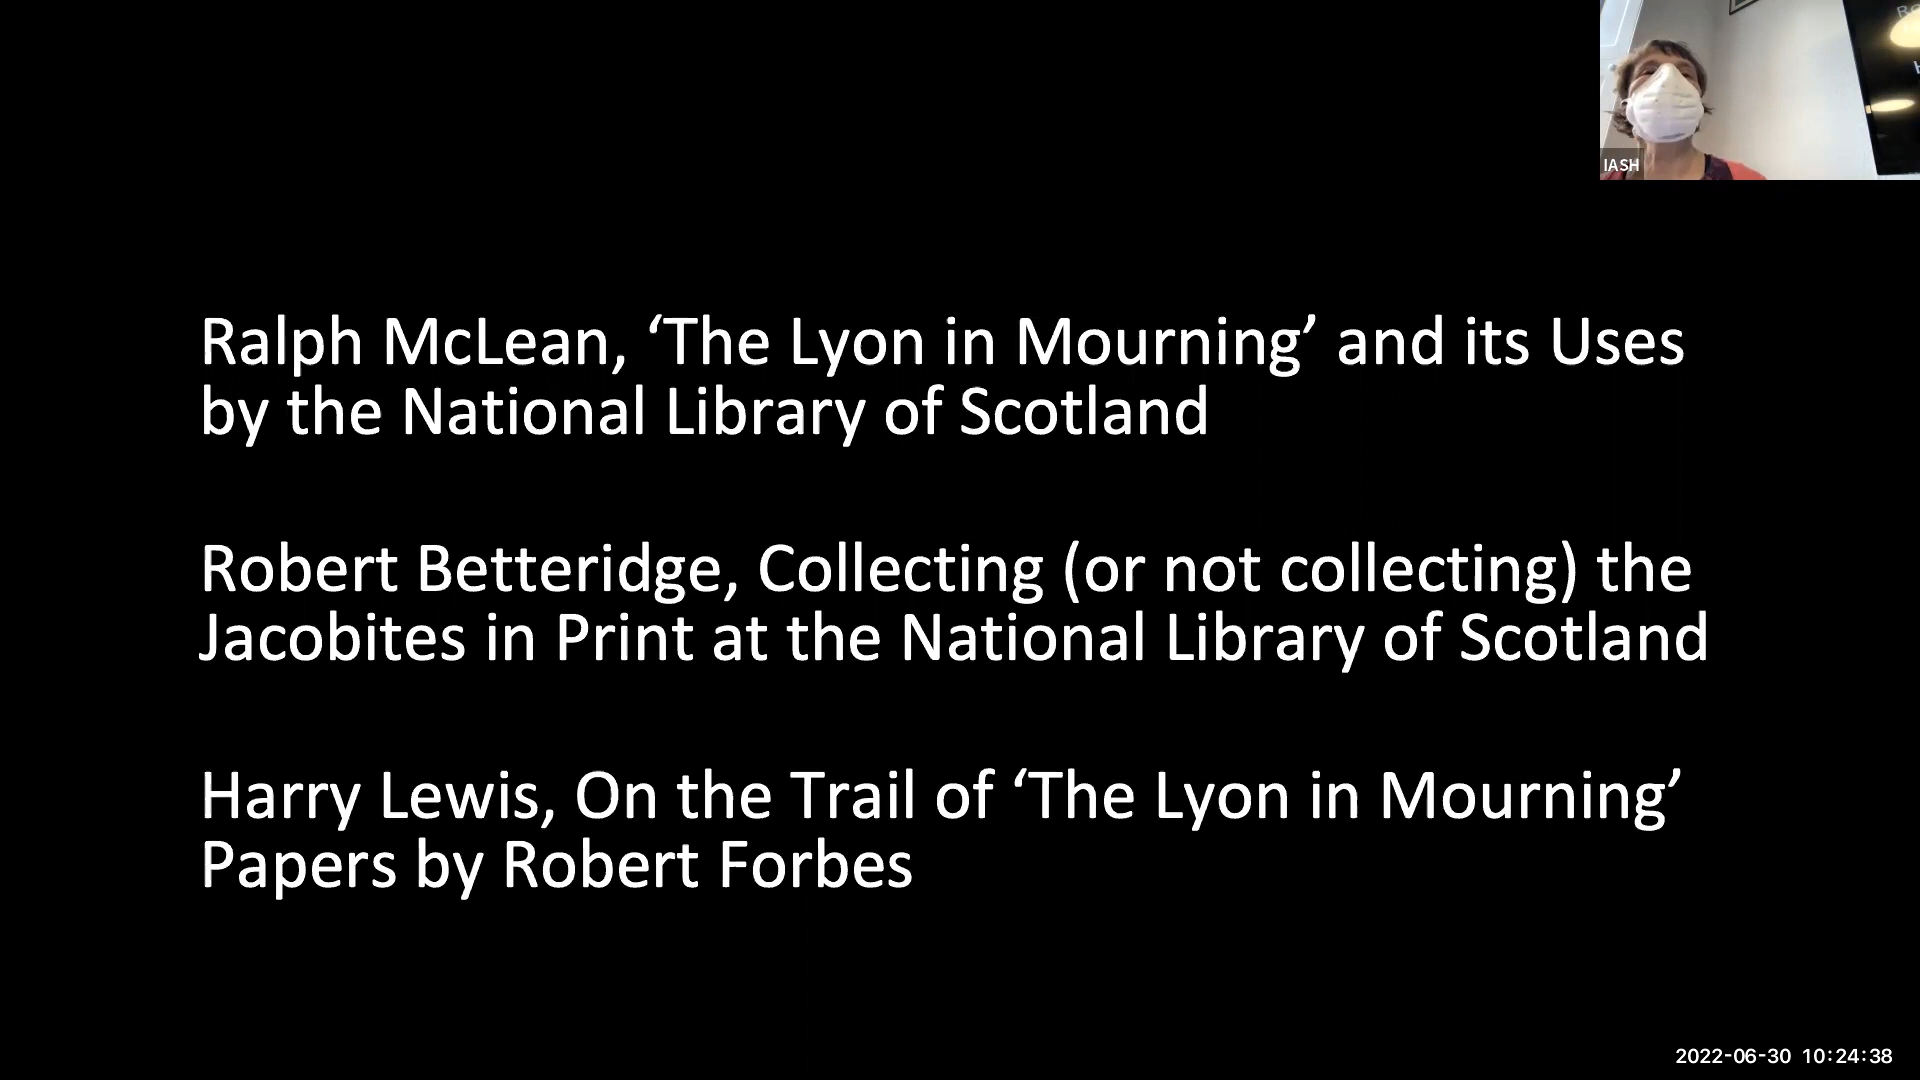 IASH
Ralph McLean, ‘The Lyon in Mourning’ and its Uses
by the National Library of Scotland
Robert Betteridge, Collecting (or not collecting) the
Jacobites in Print at the National Library of Scotland
Harry Lewis, On the Trail of ‘The Lyon in Mourning’
Papers by Robert Forbes
2022-06-30 10:24:38